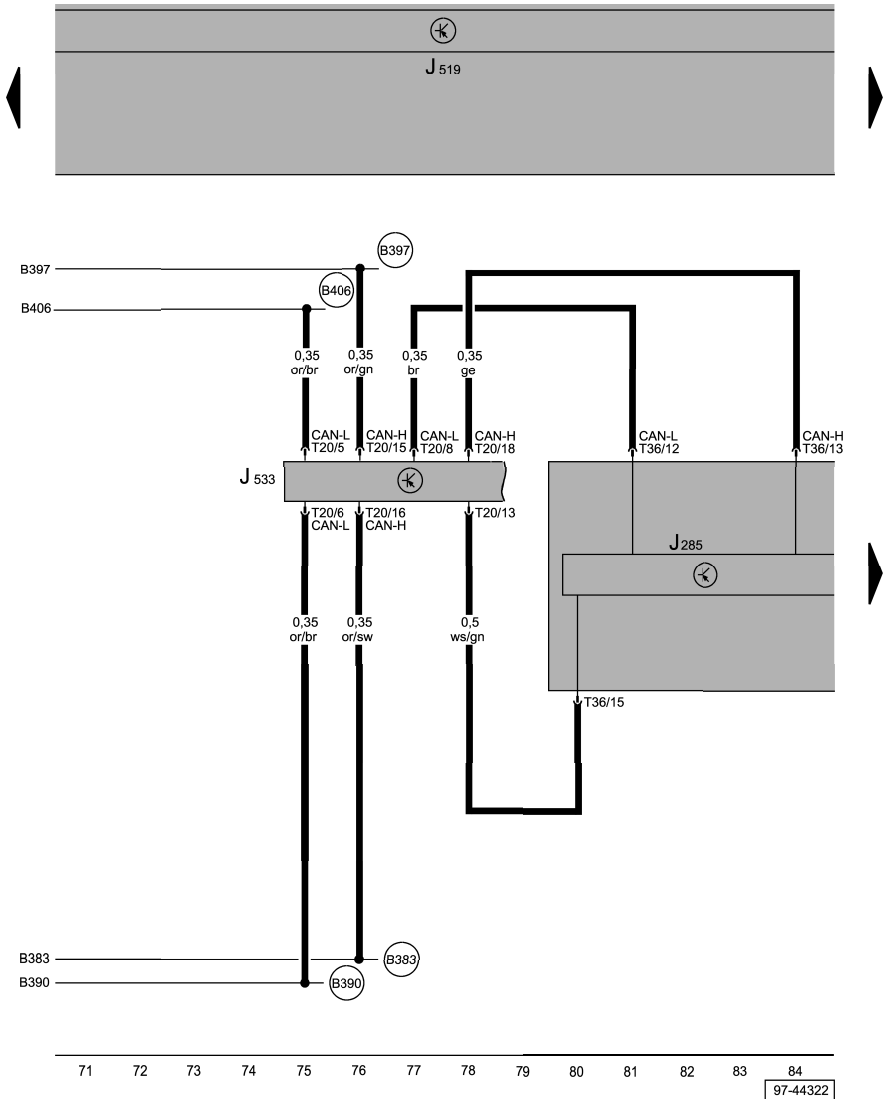 J 519
B397
B397
B406
B406
0,35
or/br
0,35
or/gn
0,35
br
0,35
ge
CAN-L
T20/5
CAN-H
T20/15
CAN-L
T20/8
CAN-H
T20/18
CAN-L
T36/12
CAN-H
T36/13
J 533
T20/6
CAN-L
T20/16
CAN-H
T20/13
J 285
0,35
or/br
0,35
or/sw
0,5
ws/gn
T36/15
B383
B383
B390
B390
71 72 73 74 75 76 77 78 79 80 81 82 83 84
97-44322